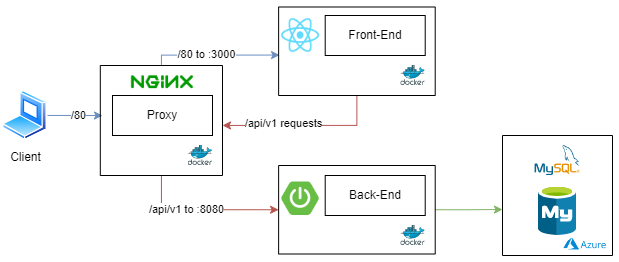 /80 to :3000
Front-End
docker
NGINX
/80
Proxy
/api/v1 requests
Client
docker
MySQL
/api/v1 to :8080
Back-End
docker
My
Azure